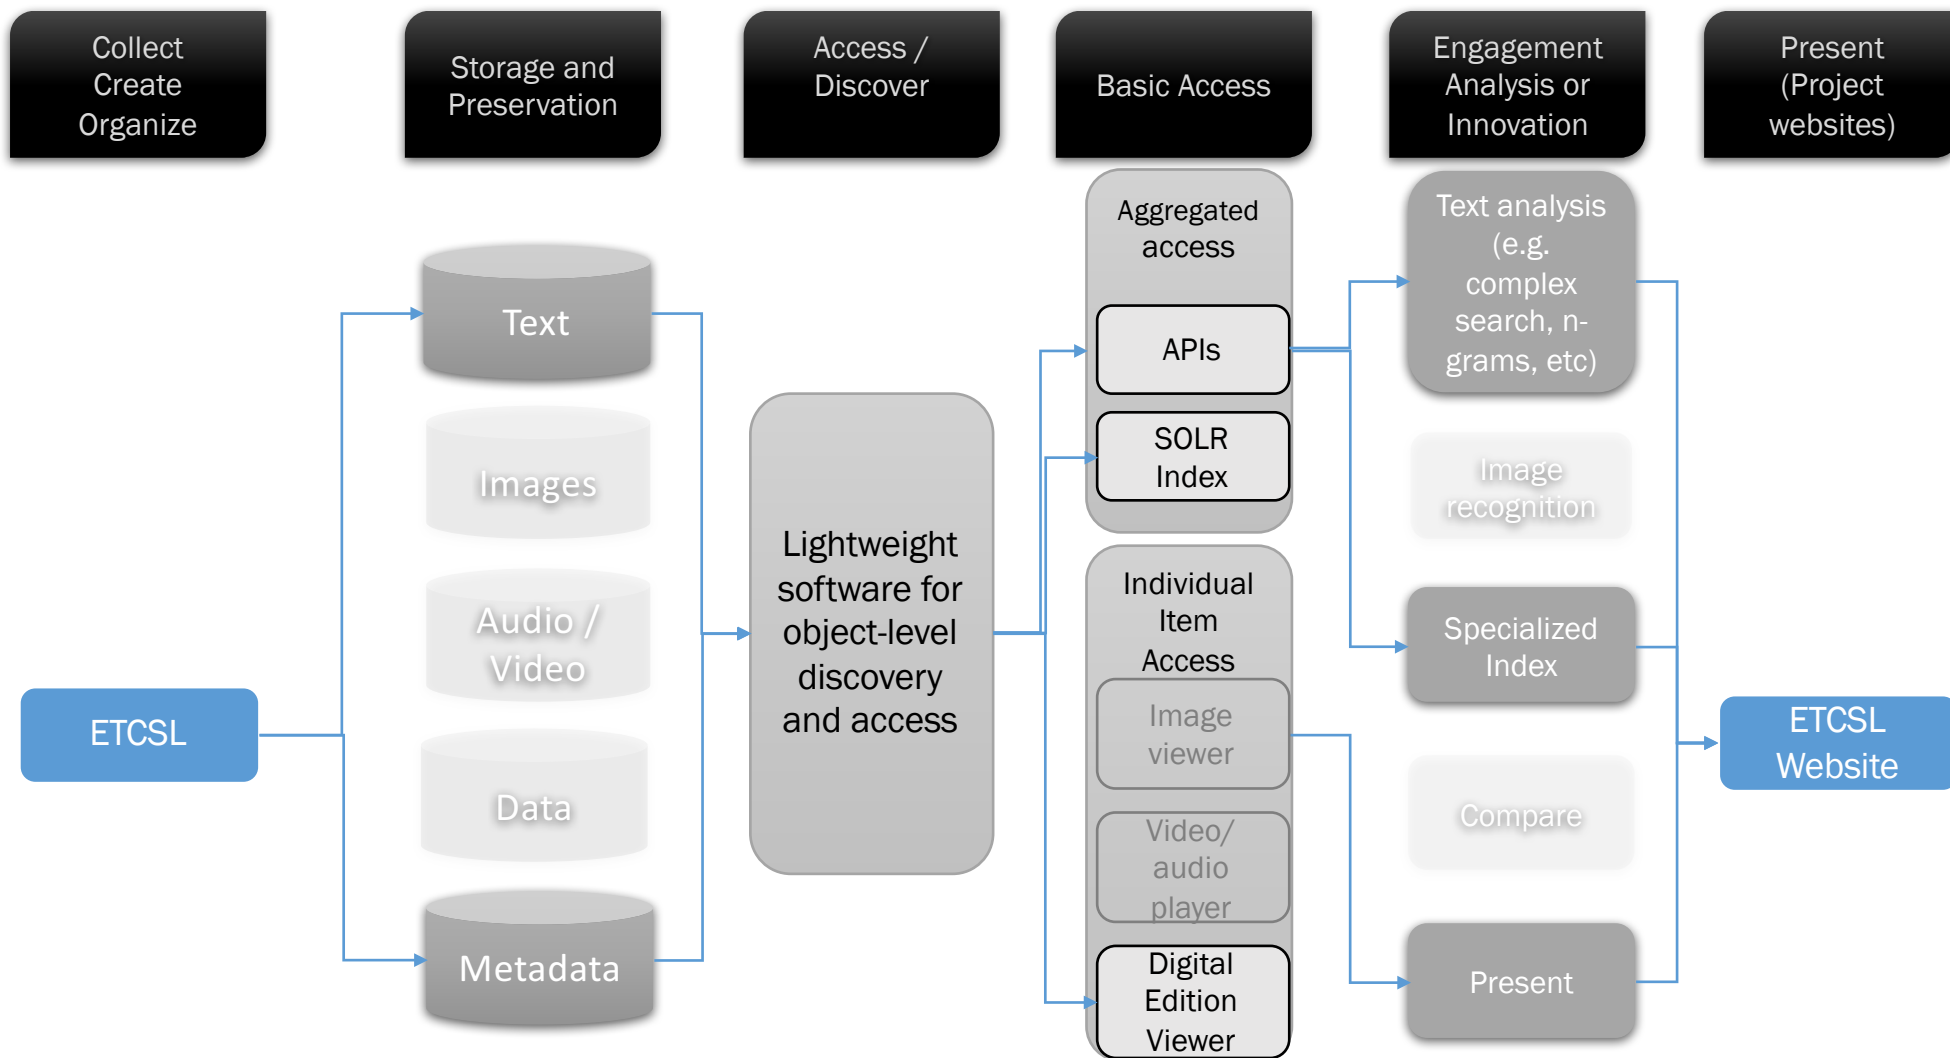 Collect
Create
Organize
Storage and
Preservation
Access /
Discover
Basic Access
Engagement
Analysis or
Innovation
Present
(Project
websites)
ETCSL
Text
Images
Audio /
Video
Data
Metadata
Lightweight
software for
object-level
discovery
and access
Aggregated
access
APIs
SOLR
Index
Individual
Item
Access
Image
viewer
Video/
audio
player
Digital
Edition
Viewer
Text analysis
(e.g.
complex
search, n-
grams, etc)
Image
recognition
Specialized
Index
Compare
Present
ETCSL
Website